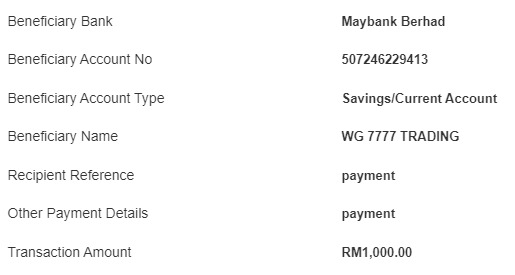 Beneficiary Bank Maybank Berhad
Beneficiary Account No 507246229413
Beneficiary Account Type Savings/Current Account
Beneficiary Name WG 7777 TRADING
Recipient Reference payment
Other Payment Details payment
Transaction Amount RM1,000.00